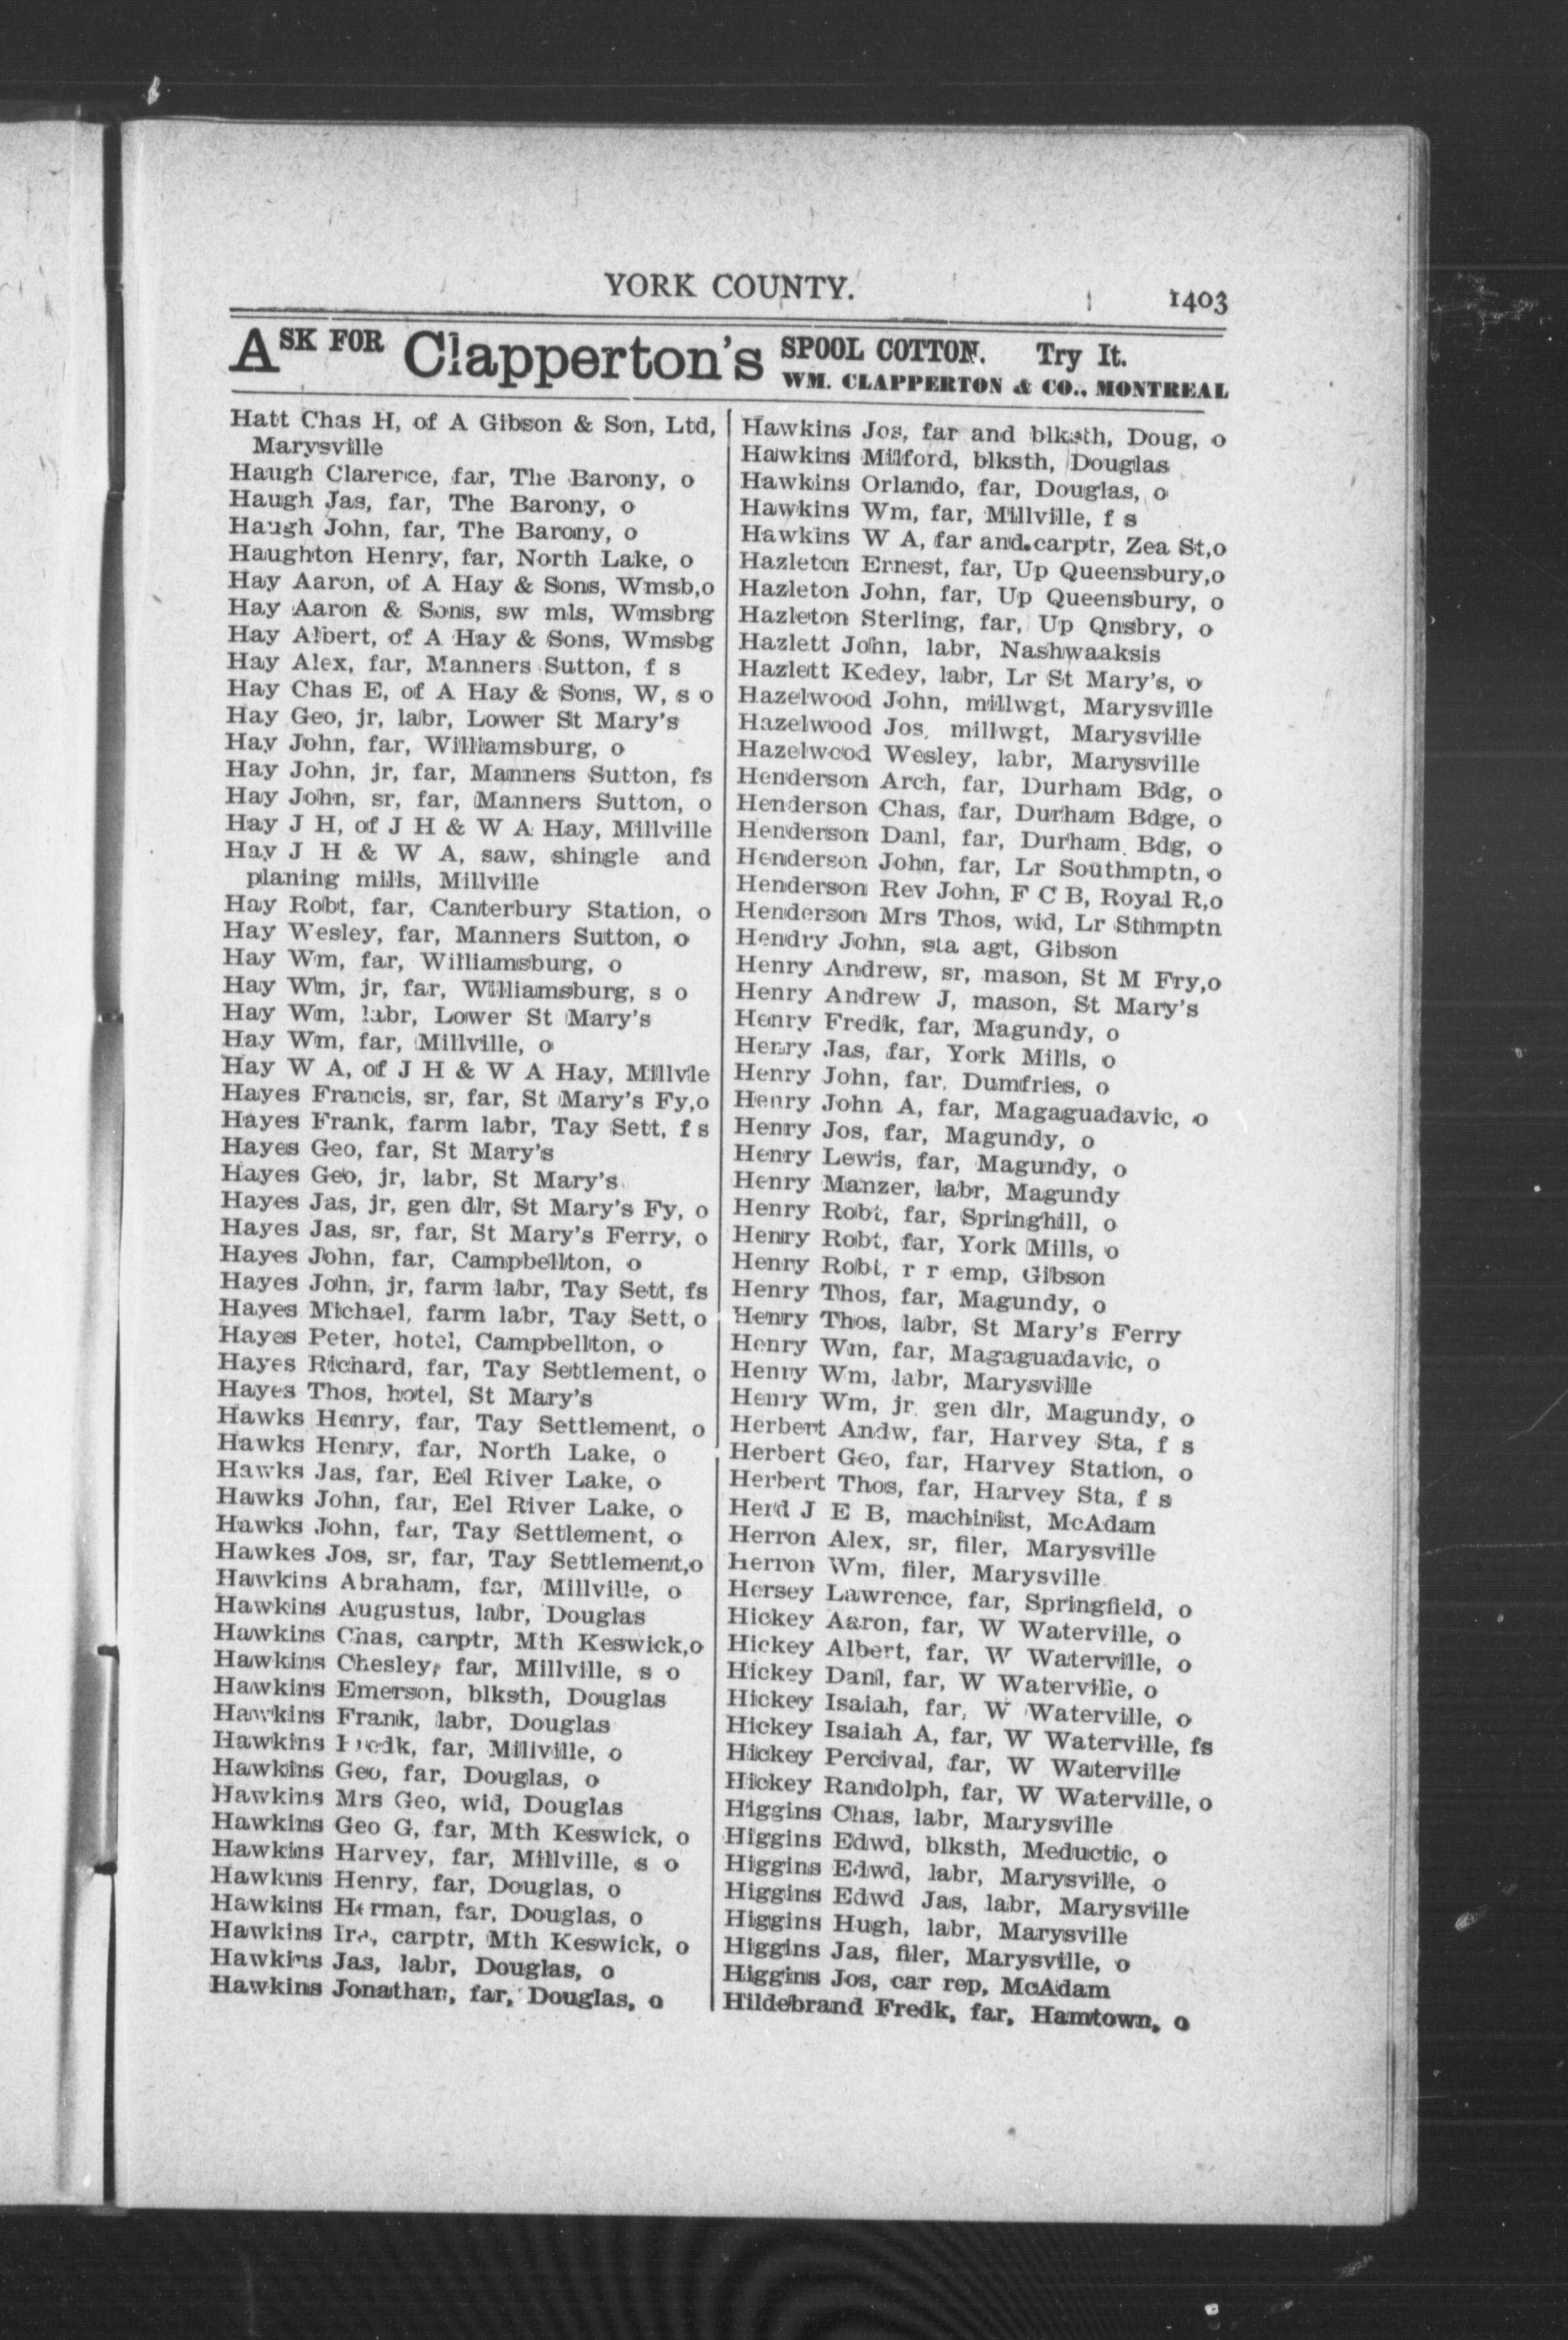 YORK COUNTY.
1403
ASK FOR Clapperton's SPOOL COTTON. Try It.
WM. CLAPPERTON & CO., MONTREAL
Hatt Chas H, of A Gibson & Son, Ltd,
Marysville
Haugh Clarence, far, The Barony, o
Haugh Jas, far, The Barony, o
Haugh John, far, The Barony, o
Haughton Henry, far, North Lake, o
Hay Aaron, of A Hay & Sons, Wmsb,o
Hay Aaron & Sons, sw mls, Wmsbrg
Hay Albert, of A Hay & Sons, Wmsbg
Hay Alex, far, Manners Sutton, f s
Hay Chas E, of A Hay & Sons, W, s o
Hay Geo, jr, labr, Lower St Mary's
Hay John, far, Williamsburg, o
Hay John, jr, far, Manners Sutton, fs
Hay John, sr, far, Manners Sutton, o
Hay J H, of J H & W A Hay, Millville
Hay J H & W A, saw, shingle and
planing mills, Millville
Hay Robt, far, Canterbury Station, o
Hay Wesley, far, Manners Sutton, o
Hay Wm, far, Williamsburg, o
Hay Wm, jr, far, Williamsburg, s o
Hay Wm, labr, Lower St Mary's
Hay Wm, far, Millville, o
Hay W A, of J H & W A Hay, Millvle
Hayes Francis, sr, far, St Mary's Fy,o
Hayes Frank, farm labr, Tay Sett, f s
Hayes Geo, far, St Mary's
Hayes Geo, jr, labr, St Mary's
Hayes Jas, jr, gen dlr, St Mary's Fy, o
Hayes Jas, sr, far, St Mary's Ferry, o
Hayes John, far, Campbellton, o
Hayes John, jr, farm labr, Tay Sett, fs
Hayes Michael, farm labr, Tay Sett, o
Hayes Peter, hotel, Campbellton, o
Hayes Richard, far, Tay Settlement, o
Hayes Thos, hotel, St Mary's
Hawks Henry, far, Tay Settlement, o
Hawks Henry, far, North Lake, o
Hawks Jas, far, Eel River Lake, o
Hawks John, far, Eel River Lake, o
Hawks John, far, Tay Settlement, o
Hawkes Jos, sr, far, Tay Settlement,o
Hawkins Abraham, far, Millville, o
Hawkins Augustus, labr, Douglas
Hawkins Chas, carptr, Mth Keswick,o
Hawkins Chesley, far, Millville, s o
Hawkins Emerson, blksth, Douglas
Hawkins Frank, labr, Douglas
Hawkins Fredk, far, Millville, o
Hawkins Geo, far, Douglas, o
Hawkins Mrs Geo, wid, Douglas
Hawkins Geo G, far, Mth Keswick, o
Hawkins Harvey, far, Millville, s o
Hawkins Henry, far, Douglas, o
Hawkins Herman, far, Douglas, o
Hawkins Ira, carptr, Mth Keswick, o
Hawkins Jas, labr, Douglas, o
Hawkins Jonathan, far, Douglas, o
Hawkins Jos, far and blksth, Doug, o
Hawkins Milford, blksth, Douglas
Hawkins Orlando, far, Douglas, o
Hawkins Wm, far, Millville, f s
Hawkins W A, far and carptr, Zea St,o
Hazleton Ernest, far, Up Queensbury,o
Hazleton John, far, Up Queensbury, o
Hazleton Sterling, far, Up Qnsbry, o
Hazlett John, labr, Nashwaaksis
Hazlett Kedey, labr, Lr St Mary's, o
Hazelwood John, millwgt, Marysville
Hazelwood Jos, millwgt, Marysville
Hazelwood Wesley, labr, Marysville
Henderson Arch, far, Durham Bdg, o
Henderson Chas, far, Durham Bdge, o
Henderson Danl, far, Durham Bdg, o
Henderson John, far, Lr Southmptn, o
Henderson Rev John, F C B, Royal R,o
Henderson Mrs Thos, wid, Lr Sthmptn
Hendry John, sta agt, Gibson
Henry Andrew, sr, mason, St M Fry,o
Henry Andrew J, mason, St Mary's
Henry Fredk, far, Magundy, o
Henry Jas, far, York Mills, o
Henry John, far, Dumfries, o
Henry John A, far, Magaguadavic, o
Henry Jos, far, Magundy, o
Henry Lewis, far, Magundy, o
Henry Manzer, labr, Magundy
Henry Robt, far, Springhill, o
Henry Robt, far, York Mills, o
Henry Robt, r r emp, Gibson
Henry Thos, far, Magundy, o
Henry Thos, labr, St Mary's Ferry
Henry Wm, far, Magaguadavic, o
Henry Wm, labr, Marysville
Henry Wm, jr, gen dlr, Magundy, o
Herbert Andw, far, Harvey Sta, f s
Herbert Geo, far, Harvey Station, o
Herbert Thos, far, Harvey Sta, f s
Herd J E B, machinist, McAdam
Herron Alex, sr, filer, Marysville
Herron Wm, filer, Marysville
Hersey Lawrence, far, Springfield, o
Hickey Aaron, far, W Waterville, o
Hickey Albert, far, W Waterville, o
Hickey Danl, far, W Waterville, o
Hickey Isaiah, far, W Waterville, o
Hickey Isaiah A, far, W Waterville, fs
Hickey Percival, far, W Waterville
Hickey Randolph, far, W Waterville, o
Higgins Chas, labr, Marysville
Higgins Edwd, blksth, Meductic, o
Higgins Edwd, labr, Marysville, o
Higgins Edwd Jas, labr, Marysville
Higgins Hugh, labr, Marysville
Higgins Jas, filer, Marysville, o
Higgins Jos, car rep, McAdam
Hildebrand Fredk, far, Hamtown, o